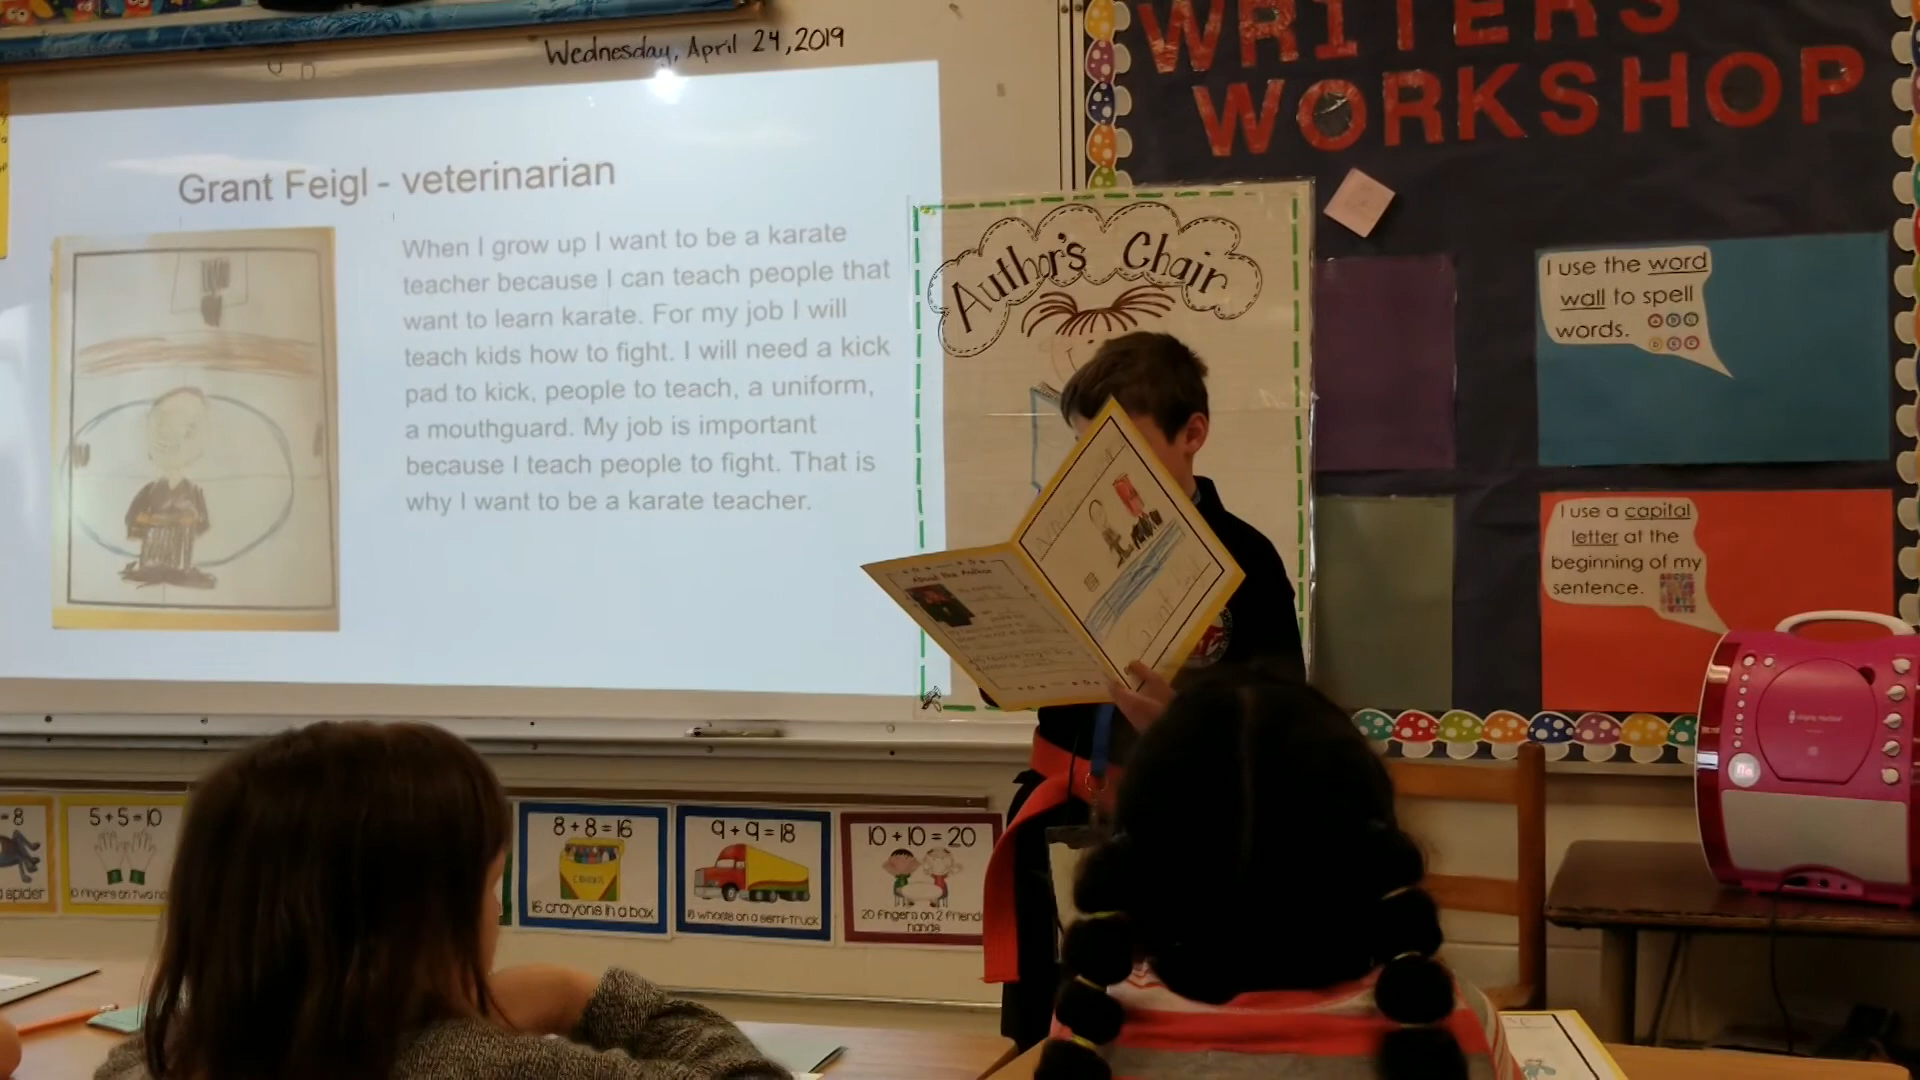 Wednesday, April 24, 2019
WRITERS
WORKSHOP
Grant Feigl - veterinarian
When I grow up I want to be a karate
teacher because I can teach people that
want to learn karate. For my job I will
teach kids how to fight. I will need a kick
pad to kick, people to teach, a uniform,
a mouthguard. My job is important
because I teach people to fight. That is
why I want to be a karate teacher.
Author's Chair
I use the word
wall to spell
words.
I use a capital
letter at the
beginning of my
sentence.
About the Author
= 8
spider
5 + 5 = 10
10 fingers on two
8 + 8 = 16
CRAYONS
16 crayons in a box
9 + 9 = 18
18 wheels on a semi-truck
10 + 10 = 20
20 fingers on 2 friend
hands